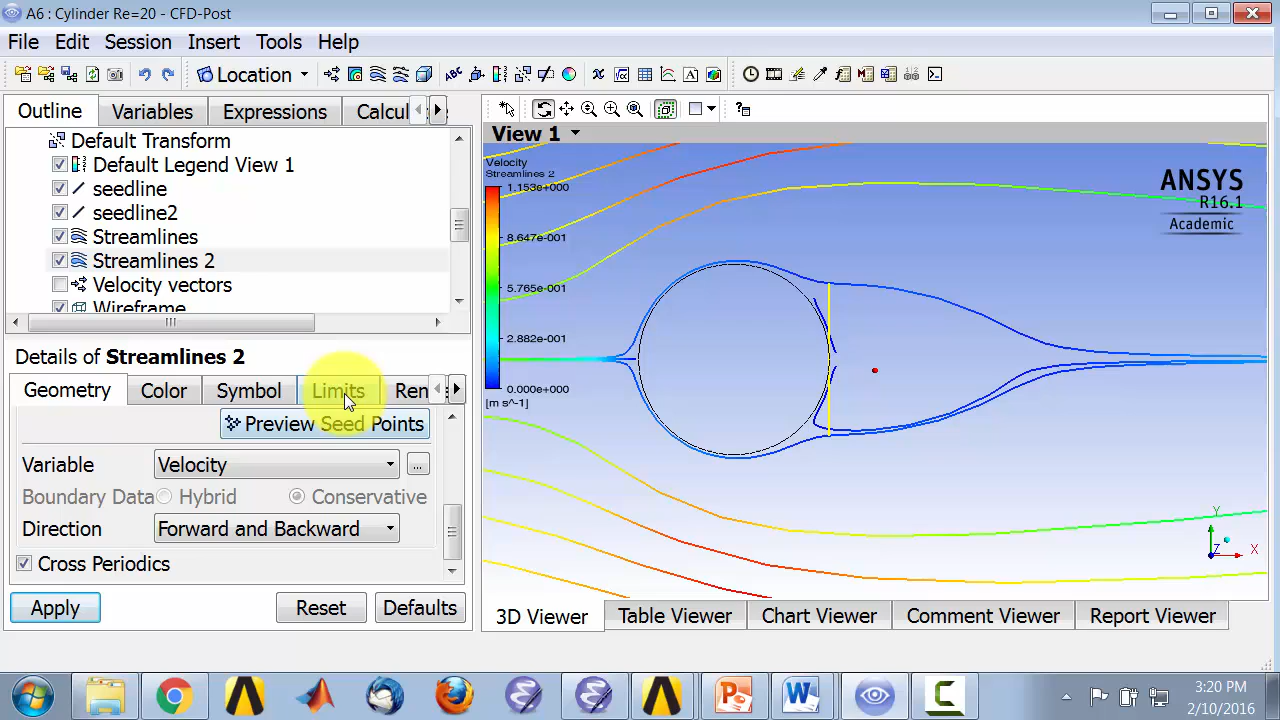 A6 : Cylinder Re=20 - CFD-Post
File Edit Session Insert Tools Help
Location
Outline Variables Expressions Calcu
Default Transform
Default Legend View 1
seedline
seedline2
Streamlines
Streamlines 2
Velocity vectors
Wireframe
Details of Streamlines 2
Geometry Color Symbol Limits Ren
Preview Seed Points
Variable Velocity ...
Boundary Data Hybrid Conservative
Direction Forward and Backward
Cross Periodics
Apply Reset Defaults
View 1
Velocity
Streamlines 2
1.153e+000
8.647e-001
5.765e-001
2.882e-001
0.000e+000
[m s^-1]
ANSYS
R16.1
Academic
Y
Z X
3D Viewer Table Viewer Chart Viewer Comment Viewer Report Viewer
3:20 PM
2/10/2016